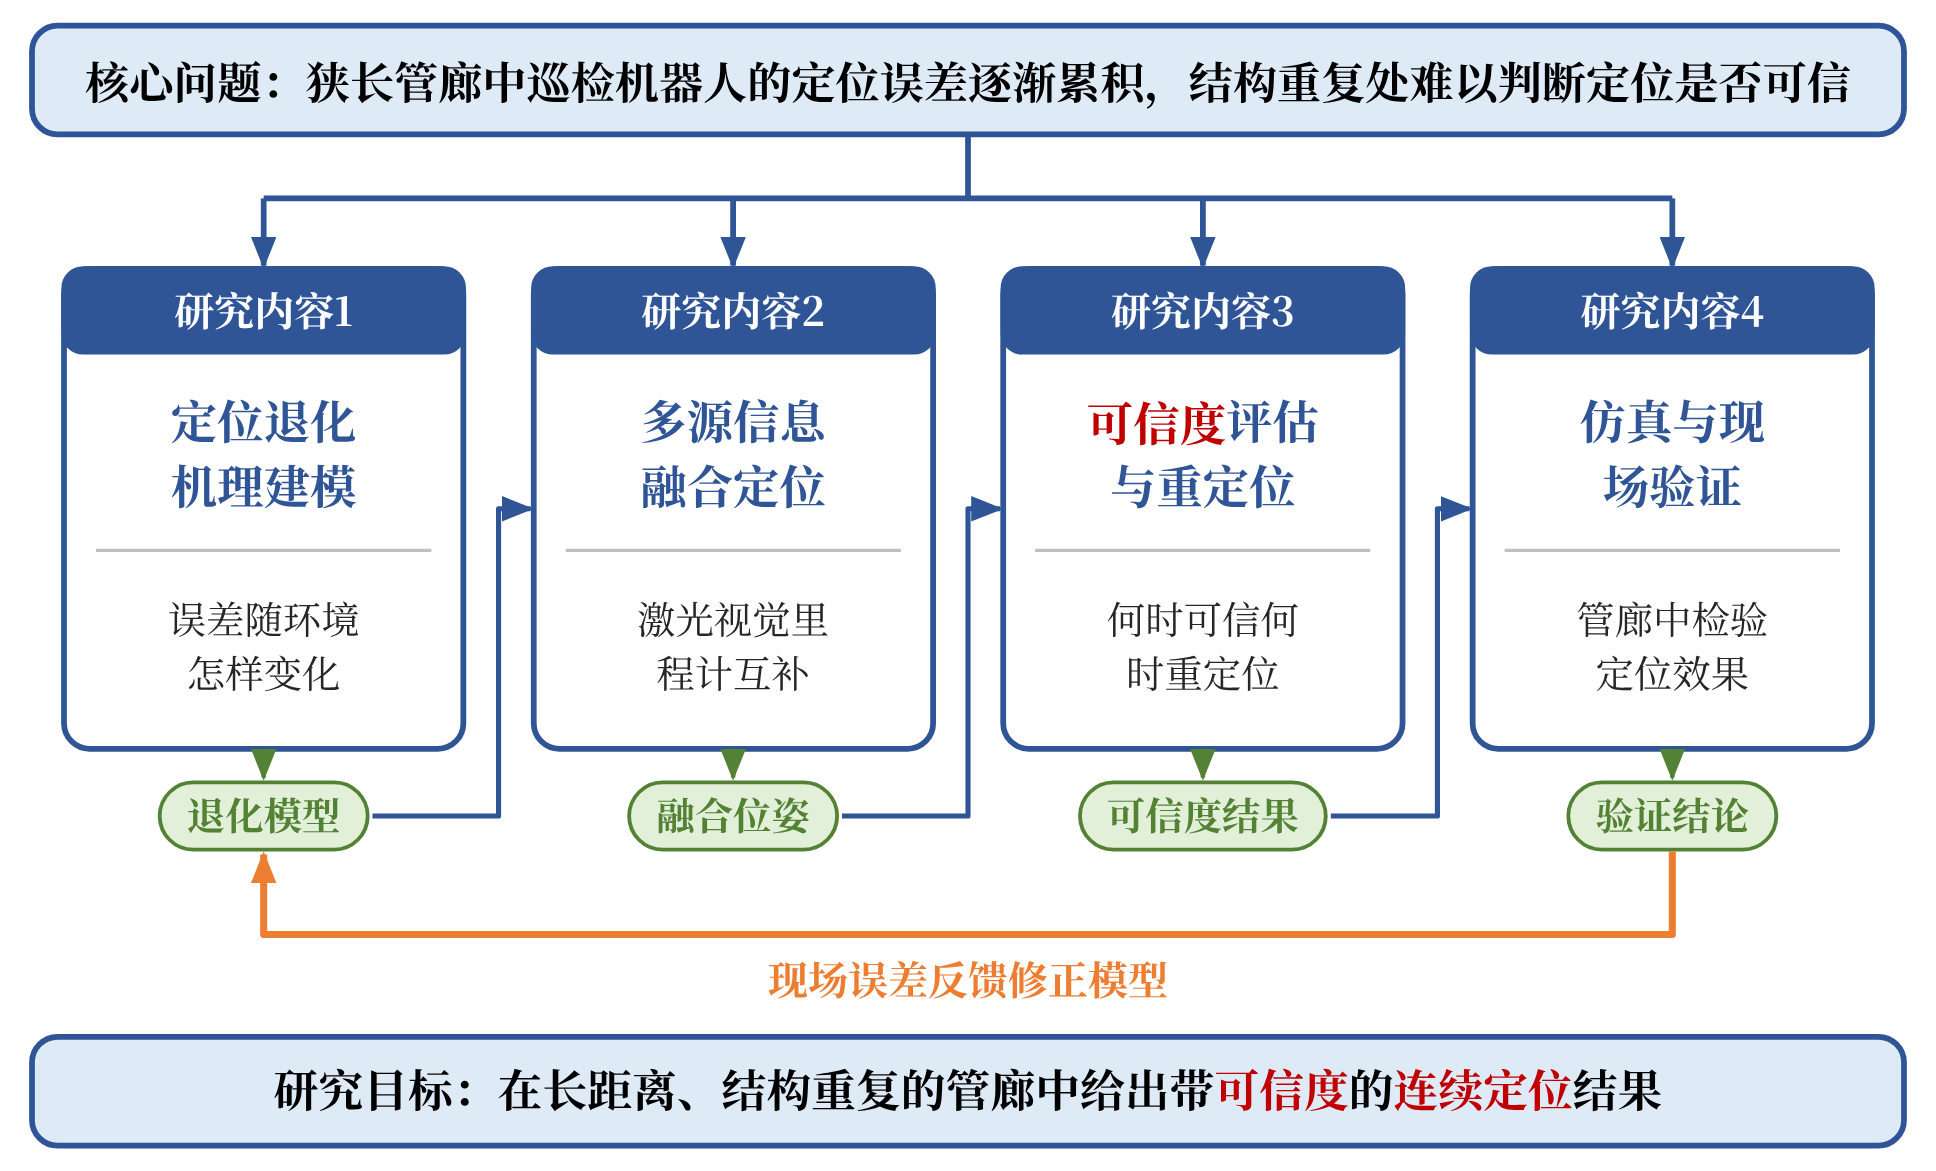 核心问题：狭长管廊中巡检机器人的定位误差逐渐累积，结构重复处难以判断定位是否可信
研究内容1
定位退化
机理建模
误差随环境
怎样变化
退化模型
研究内容2
多源信息
融合定位
激光视觉里
程计互补
融合位姿
研究内容3
可信度评估
与重定位
何时可信何
时重定位
可信度结果
研究内容4
仿真与现
场验证
管廊中检验
定位效果
验证结论
现场误差反馈修正模型
研究目标：在长距离、结构重复的管廊中给出带可信度的连续定位结果